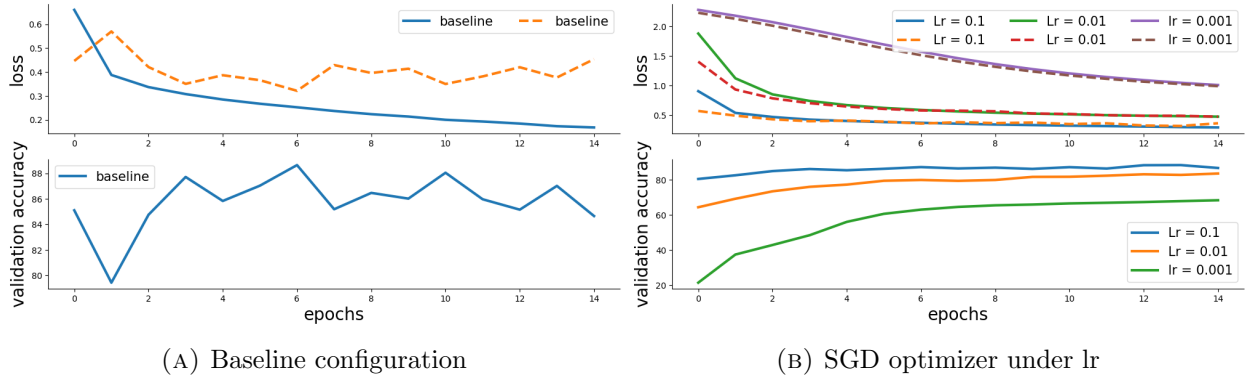 loss
0.6
0.5
0.4
0.3
0.2
baseline baseline
0 2 4 6 8 10 12 14
validation accuracy
88
86
84
82
80
baseline
0 2 4 6 8 10 12 14
epochs
(A) Baseline configuration
loss
2.0
1.5
1.0
0.5
Lr = 0.1 Lr = 0.01 lr = 0.001
Lr = 0.1 Lr = 0.01 lr = 0.001
0 2 4 6 8 10 12 14
validation accuracy
80
60
40
20
Lr = 0.1
Lr = 0.01
lr = 0.001
0 2 4 6 8 10 12 14
epochs
(B) SGD optimizer under lr